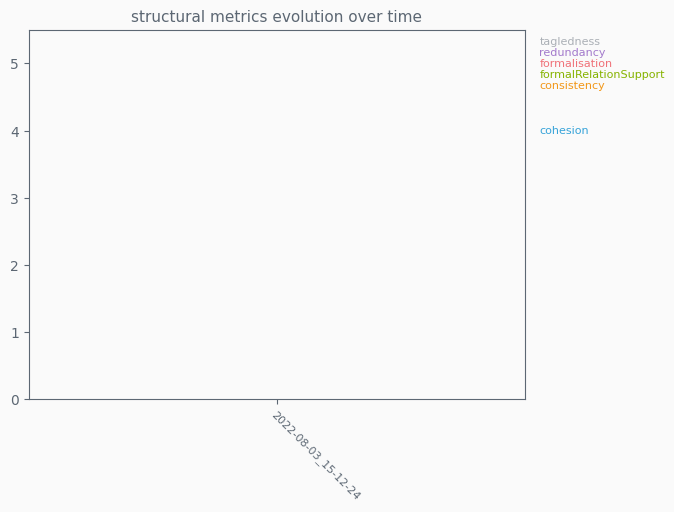 structural metrics evolution over time
tagledness
redundancy
formalisation
formalRelationSupport
consistency
cohesion
5
4
3
2
1
0
2022-08-03_15-12-24